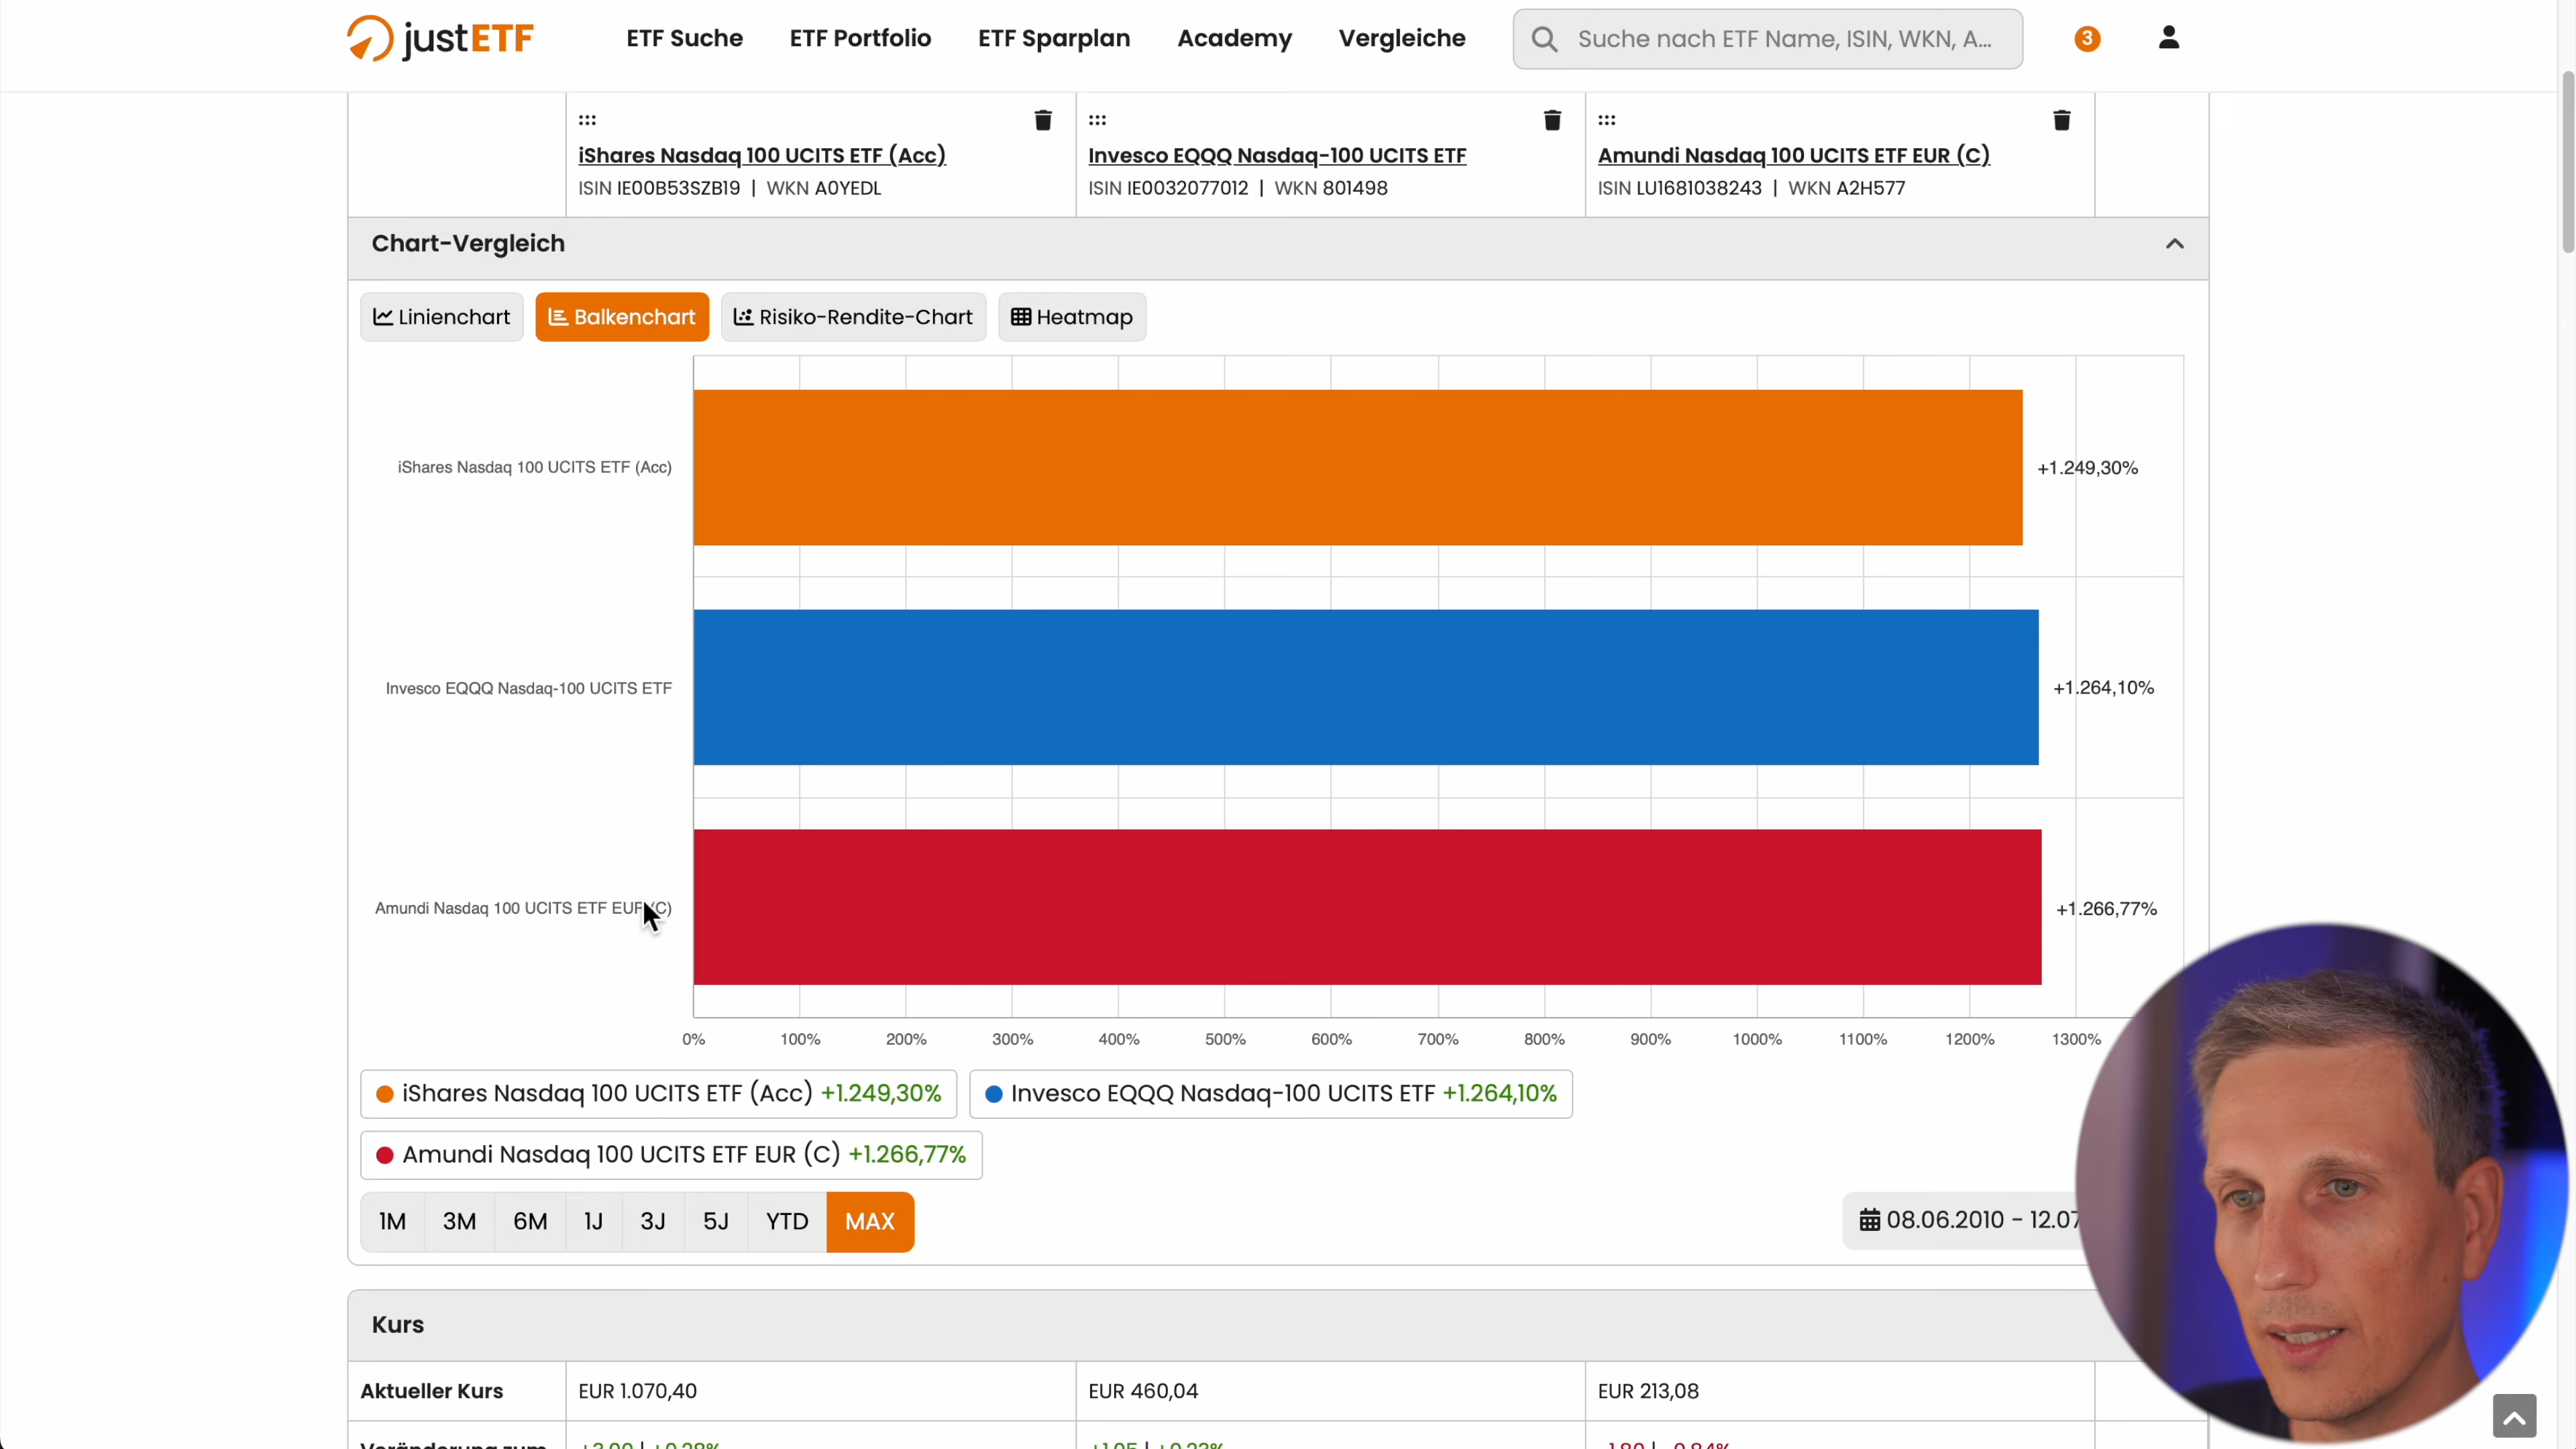 justETF
ETF Suche ETF Portfolio ETF Sparplan Academy Vergleiche Suche nach ETF Name, ISIN, WKN, A... 3
iShares Nasdaq 100 UCITS ETF (Acc) Invesco EQQQ Nasdaq-100 UCITS ETF Amundi Nasdaq 100 UCITS ETF EUR (C)
ISIN IE00B53SZB19 | WKN A0YEDL ISIN IE0032077012 | WKN 801498 ISIN LU1681038243 | WKN A2H577
Chart-Vergleich
Linienchart Balkenchart Risiko-Rendite-Chart Heatmap
iShares Nasdaq 100 UCITS ETF (Acc) +1.249,30%
Invesco EQQQ Nasdaq-100 UCITS ETF +1.264,10%
Amundi Nasdaq 100 UCITS ETF EUR (C) +1.266,77%
0% 100% 200% 300% 400% 500% 600% 700% 800% 900% 1000% 1100% 1200% 1300%
iShares Nasdaq 100 UCITS ETF (Acc) +1.249,30% Invesco EQQQ Nasdaq-100 UCITS ETF +1.264,10%
Amundi Nasdaq 100 UCITS ETF EUR (C) +1.266,77%
1M 3M 6M 1J 3J 5J YTD MAX 08.06.2010 - 12.07
Kurs
Aktueller Kurs EUR 1.070,40 EUR 460,04 EUR 213,08